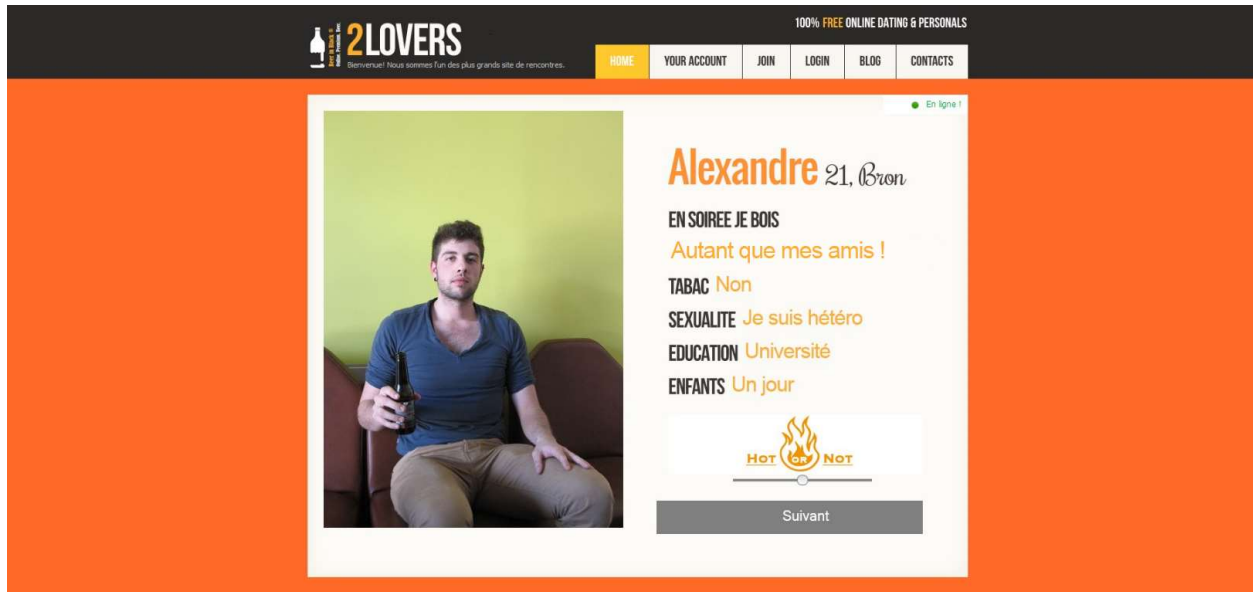 100% FREE ONLINE DATING & PERSONALS
2LOVERS
Bienvenue! Nous sommes l'un des plus grands site de rencontres.
HOME YOUR ACCOUNT JOIN LOGIN BLOG CONTACTS
En ligne !
Alexandre 21, Bron
EN SOIREE JE BOIS
Autant que mes amis !
TABAC Non
SEXUALITE Je suis hétéro
EDUCATION Université
ENFANTS Un jour
HOT OR NOT
Suivant